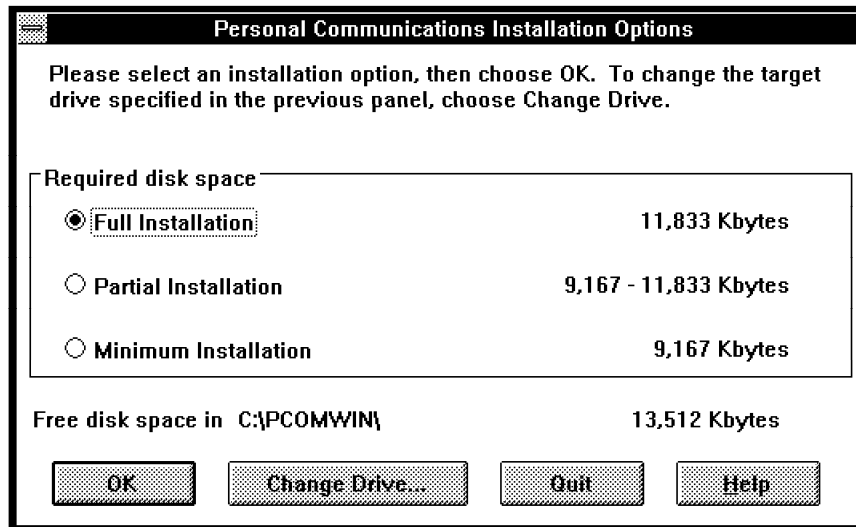 Personal Communications Installation Options
Please select an installation option, then choose OK. To change the target
drive specified in the previous panel, choose Change Drive.
Required disk space
Full Installation 11,833 Kbytes
Partial Installation 9,167 - 11,833 Kbytes
Minimum Installation 9,167 Kbytes
Free disk space in C:\PCOMWIN\ 13,512 Kbytes
OK Change Drive... Quit Help